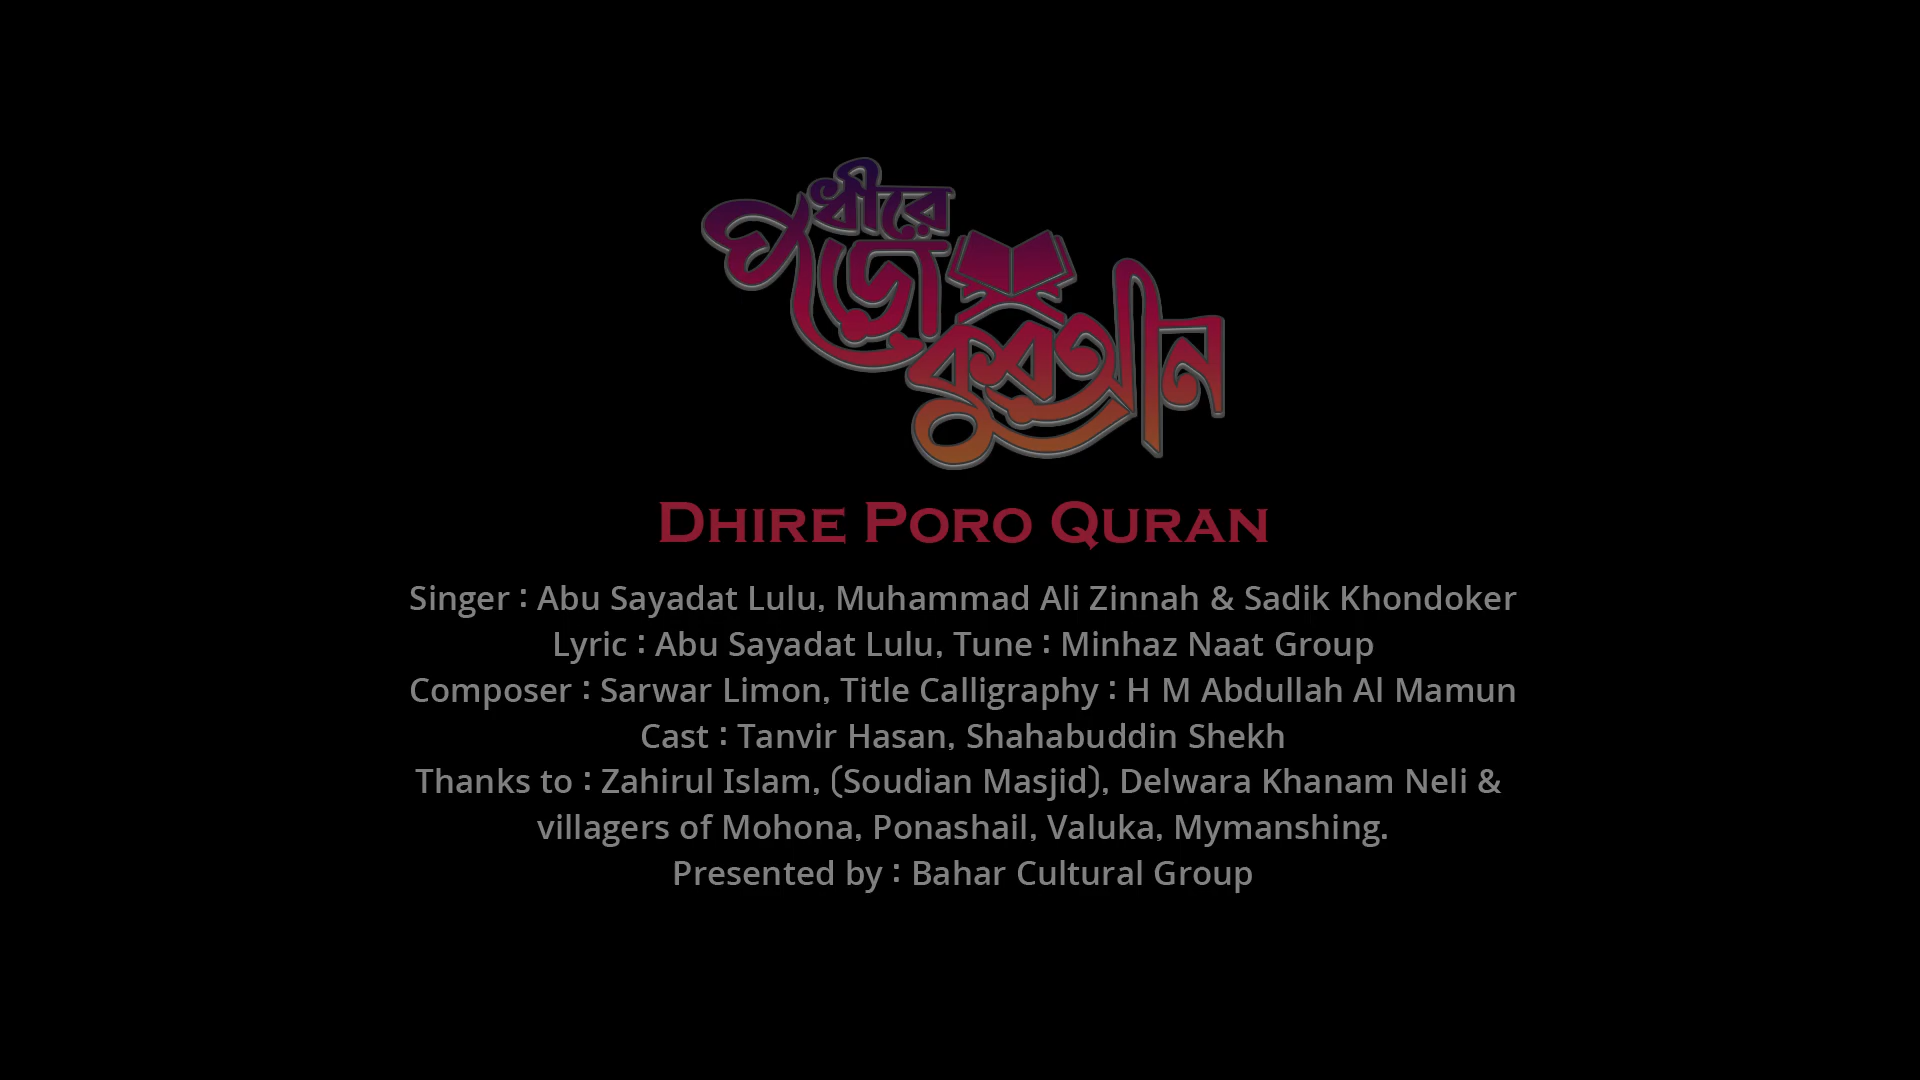 ধীরে
পড়ো
কুরআন
DHIRE PORO QURAN
Singer : Abu Sayadat Lulu, Muhammad Ali Zinnah & Sadik Khondoker
Lyric : Abu Sayadat Lulu, Tune : Minhaz Naat Group
Composer : Sarwar Limon, Title Calligraphy : H M Abdullah Al Mamun
Cast : Tanvir Hasan, Shahabuddin Shekh
Thanks to : Zahirul Islam, (Soudian Masjid), Delwara Khanam Neli &
villagers of Mohona, Ponashail, Valuka, Mymanshing.
Presented by : Bahar Cultural Group